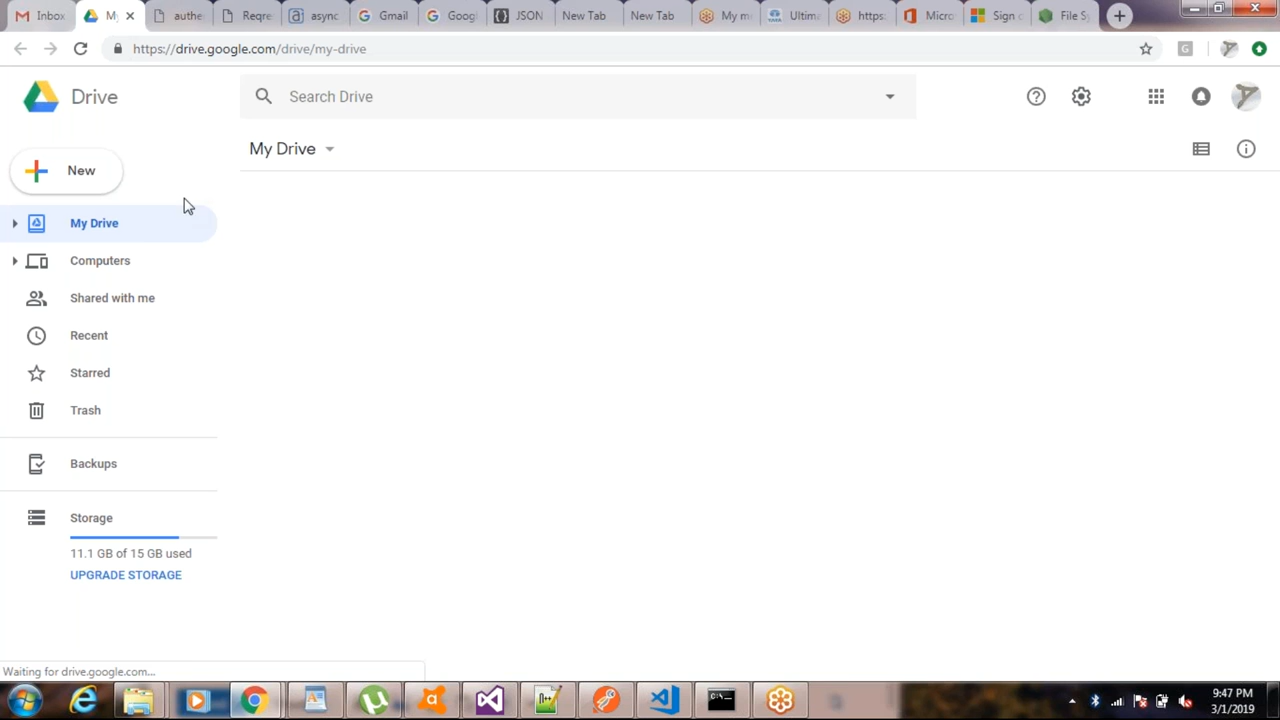 Inbox
My
authe
Reqre
async
Gmail
Goog
JSON
New Tab
New Tab
My m
Ultim
https:
Micro
Sign
File Sy
https://drive.google.com/drive/my-drive
G
Drive
Search Drive
My Drive
New
My Drive
Computers
Shared with me
Recent
Starred
Trash
Backups
Storage
11.1 GB of 15 GB used
UPGRADE STORAGE
Waiting for drive.google.com...
9:47 PM
3/1/2019